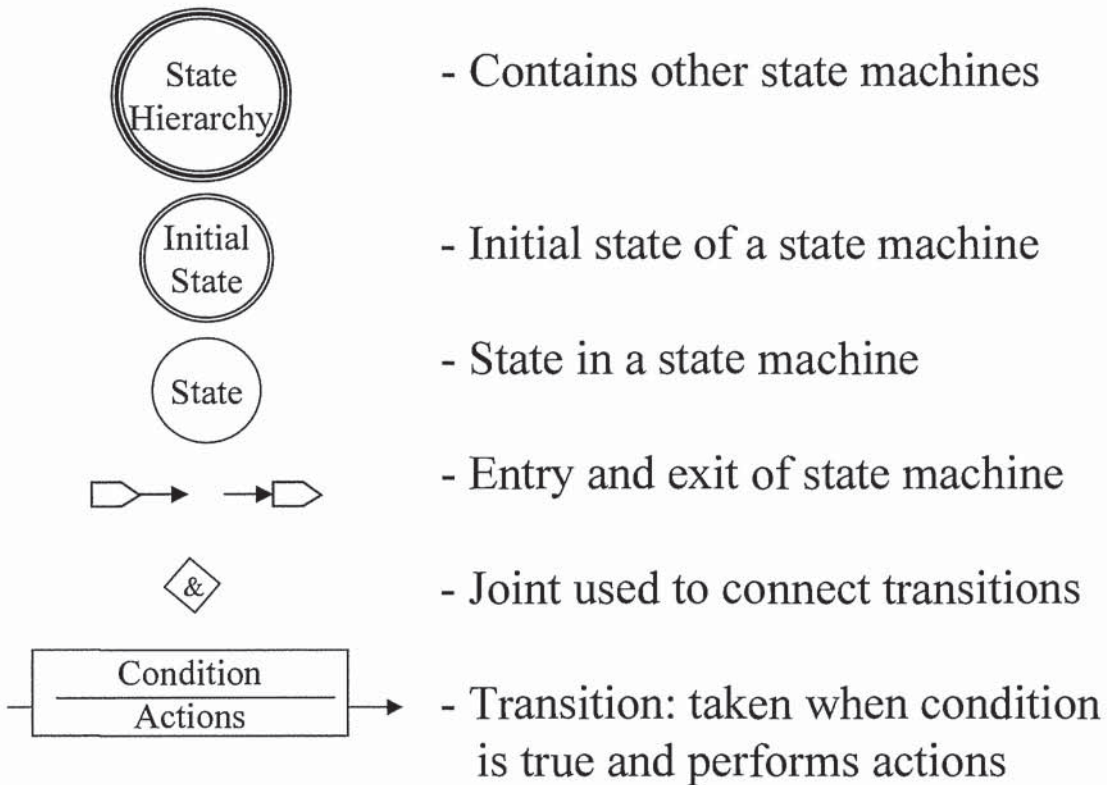 State
Hierarchy
- Contains other state machines
Initial
State
- Initial state of a state machine
State
- State in a state machine
- Entry and exit of state machine
&
- Joint used to connect transitions
Condition
Actions
- Transition: taken when condition
is true and performs actions